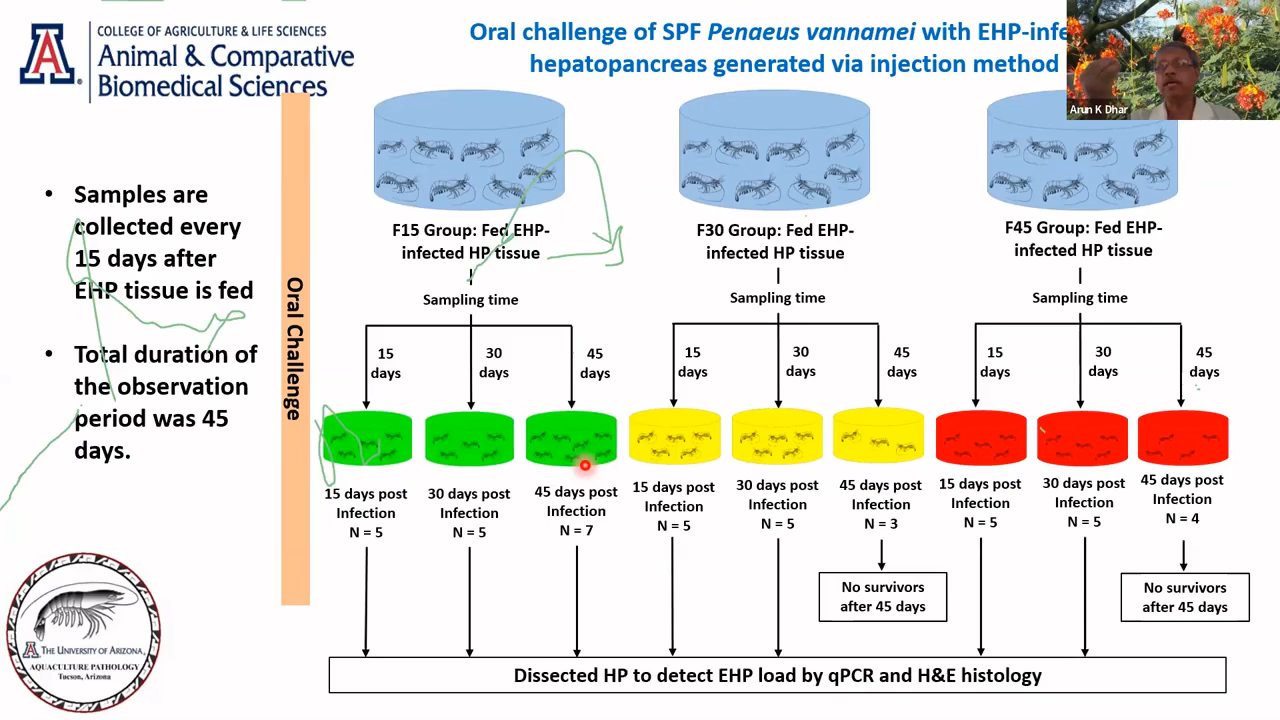 COLLEGE OF AGRICULTURE & LIFE SCIENCES
Animal & Comparative
Biomedical Sciences
Oral challenge of SPF Penaeus vannamei with EHP-infe
hepatopancreas generated via injection method
Arun K Dhar
• Samples are
collected every
15 days after
EHP tissue is fed
• Total duration of
the observation
period was 45
days.
Oral Challenge
F15 Group: Fed EHP-
infected HP tissue
Sampling time
15
days
30
days
45
days
F30 Group: Fed EHP-
infected HP tissue
Sampling time
15
days
30
days
45
days
F45 Group: Fed EHP-
infected HP tissue
Sampling time
15
days
30
days
45
days
15 days post
Infection
N = 5
30 days post
Infection
N = 5
45 days post
Infection
N = 7
15 days post
Infection
N = 5
30 days post
Infection
N = 5
45 days post
Infection
N = 3
15 days post
Infection
N = 5
30 days post
Infection
N = 5
45 days post
Infection
N = 4
No survivors
after 45 days
No survivors
after 45 days
Dissected HP to detect EHP load by qPCR and H&E histology
A
A THE UNIVERSITY OF ARIZONA.
AQUACULTURE PATHOLOGY
Tucson, Arizona